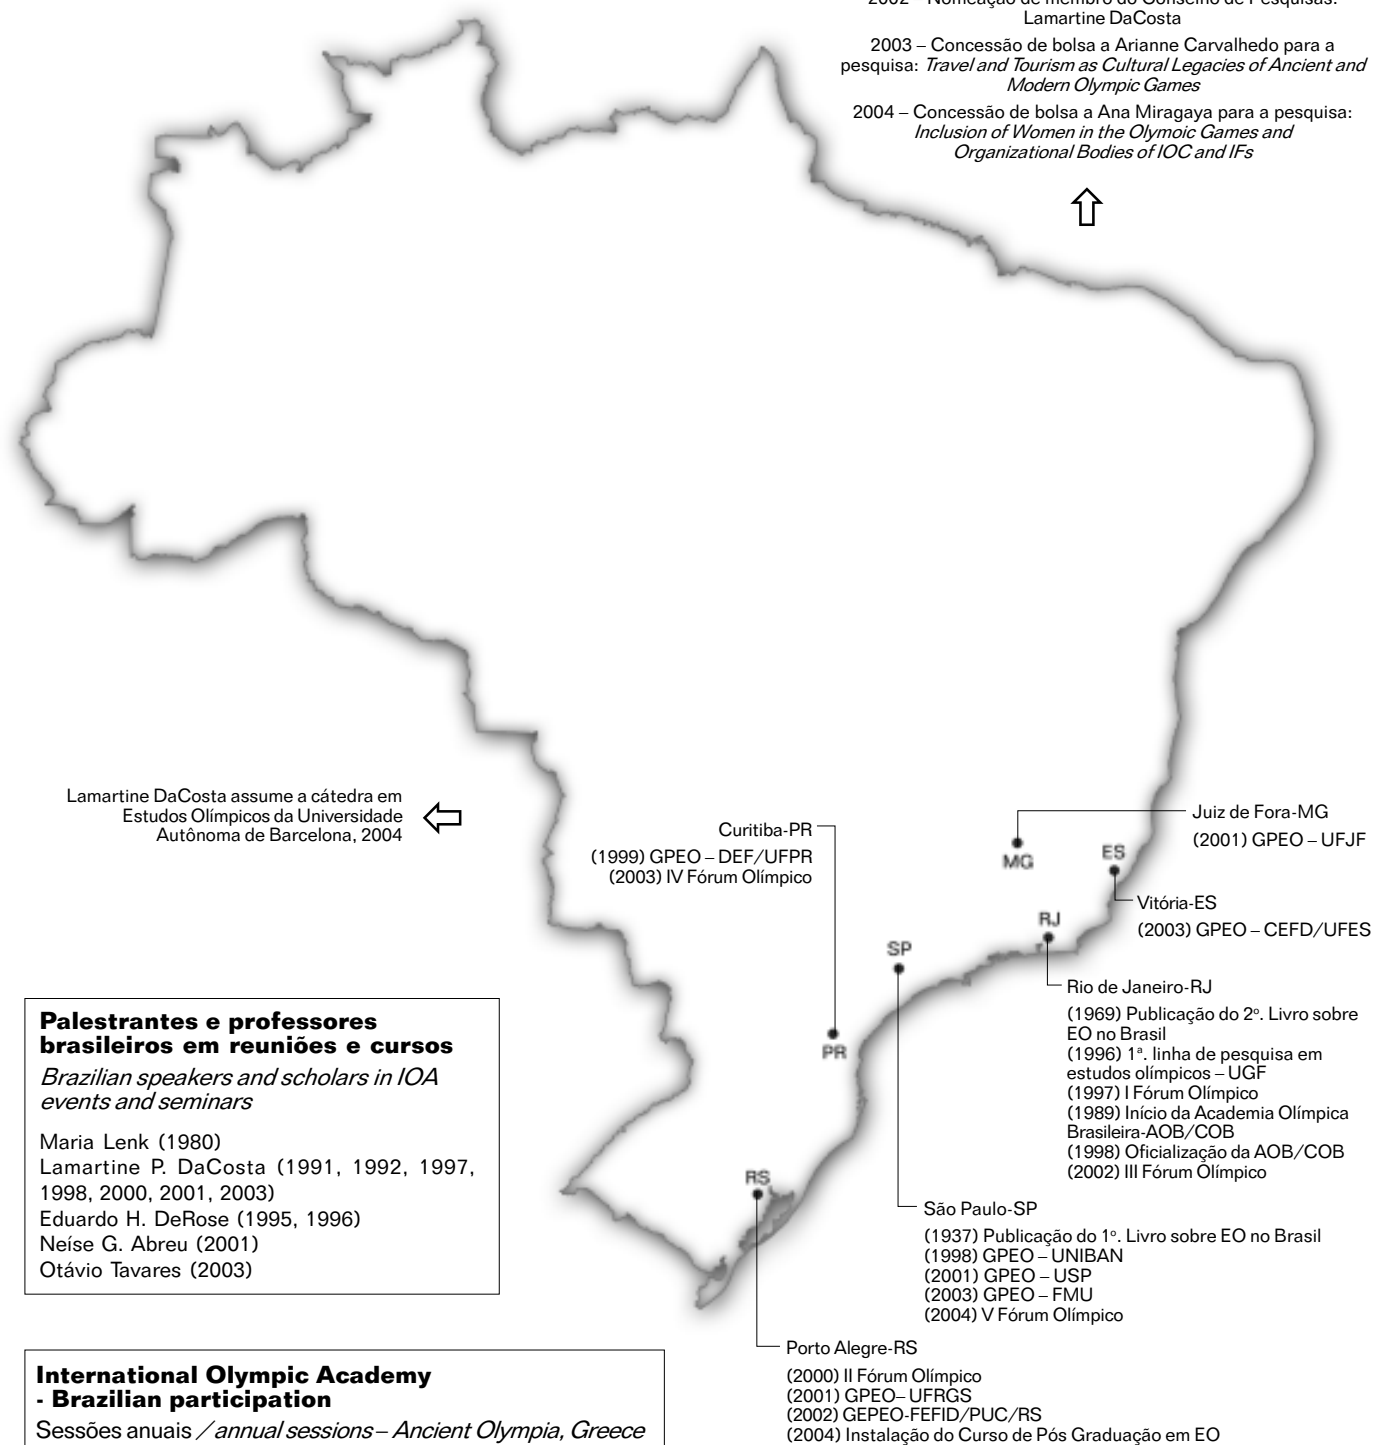 2002 – Nomeação de membro do Conselho de Pesquisas:
Lamartine DaCosta
2003 – Concessão de bolsa a Arianne Carvalhedo para a
pesquisa: Travel and Tourism as Cultural Legacies of Ancient and
Modern Olympic Games
2004 – Concessão de bolsa a Ana Miragaya para a pesquisa:
Inclusion of Women in the Olymoic Games and
Organizational Bodies of IOC and IFs
Lamartine DaCosta assume a cátedra em
Estudos Olímpicos da Universidade
Autônoma de Barcelona, 2004
Curitiba-PR
(1999) GPEO – DEF/UFPR
(2003) IV Fórum Olímpico
Juiz de Fora-MG
(2001) GPEO – UFJF
MG
ES
Vitória-ES
(2003) GPEO – CEFD/UFES
RJ
SP
PR
RS
Rio de Janeiro-RJ
(1969) Publicação do 2º. Livro sobre
EO no Brasil
(1996) 1ª. linha de pesquisa em
estudos olímpicos – UGF
(1997) I Fórum Olímpico
(1989) Início da Academia Olímpica
Brasileira-AOB/COB
(1998) Oficialização da AOB/COB
(2002) III Fórum Olímpico
São Paulo-SP
(1937) Publicação do 1º. Livro sobre EO no Brasil
(1998) GPEO – UNIBAN
(2001) GPEO – USP
(2003) GPEO – FMU
(2004) V Fórum Olímpico
Porto Alegre-RS
(2000) II Fórum Olímpico
(2001) GPEO– UFRGS
(2002) GEPEO-FEFID/PUC/RS
(2004) Instalação do Curso de Pós Graduação em EO
Palestrantes e professores
brasileiros em reuniões e cursos
Brazilian speakers and scholars in IOA
events and seminars
Maria Lenk (1980)
Lamartine P. DaCosta (1991, 1992, 1997,
1998, 2000, 2001, 2003)
Eduardo H. DeRose (1995, 1996)
Neíse G. Abreu (2001)
Otávio Tavares (2003)
International Olympic Academy
- Brazilian participation
Sessões anuais / annual sessions – Ancient Olympia, Greece